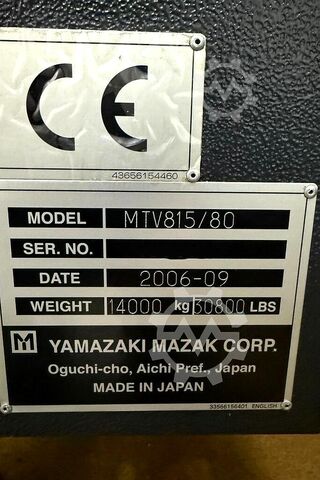 CE
43656154460
MODEL MTV815/80
SER. NO.
DATE 2006-09
WEIGHT 14000 kg 30800 LBS
M YAMAZAKI MAZAK CORP.
Oguchi-cho, Aichi Pref., Japan
MADE IN JAPAN
33566156401 ENGLISH